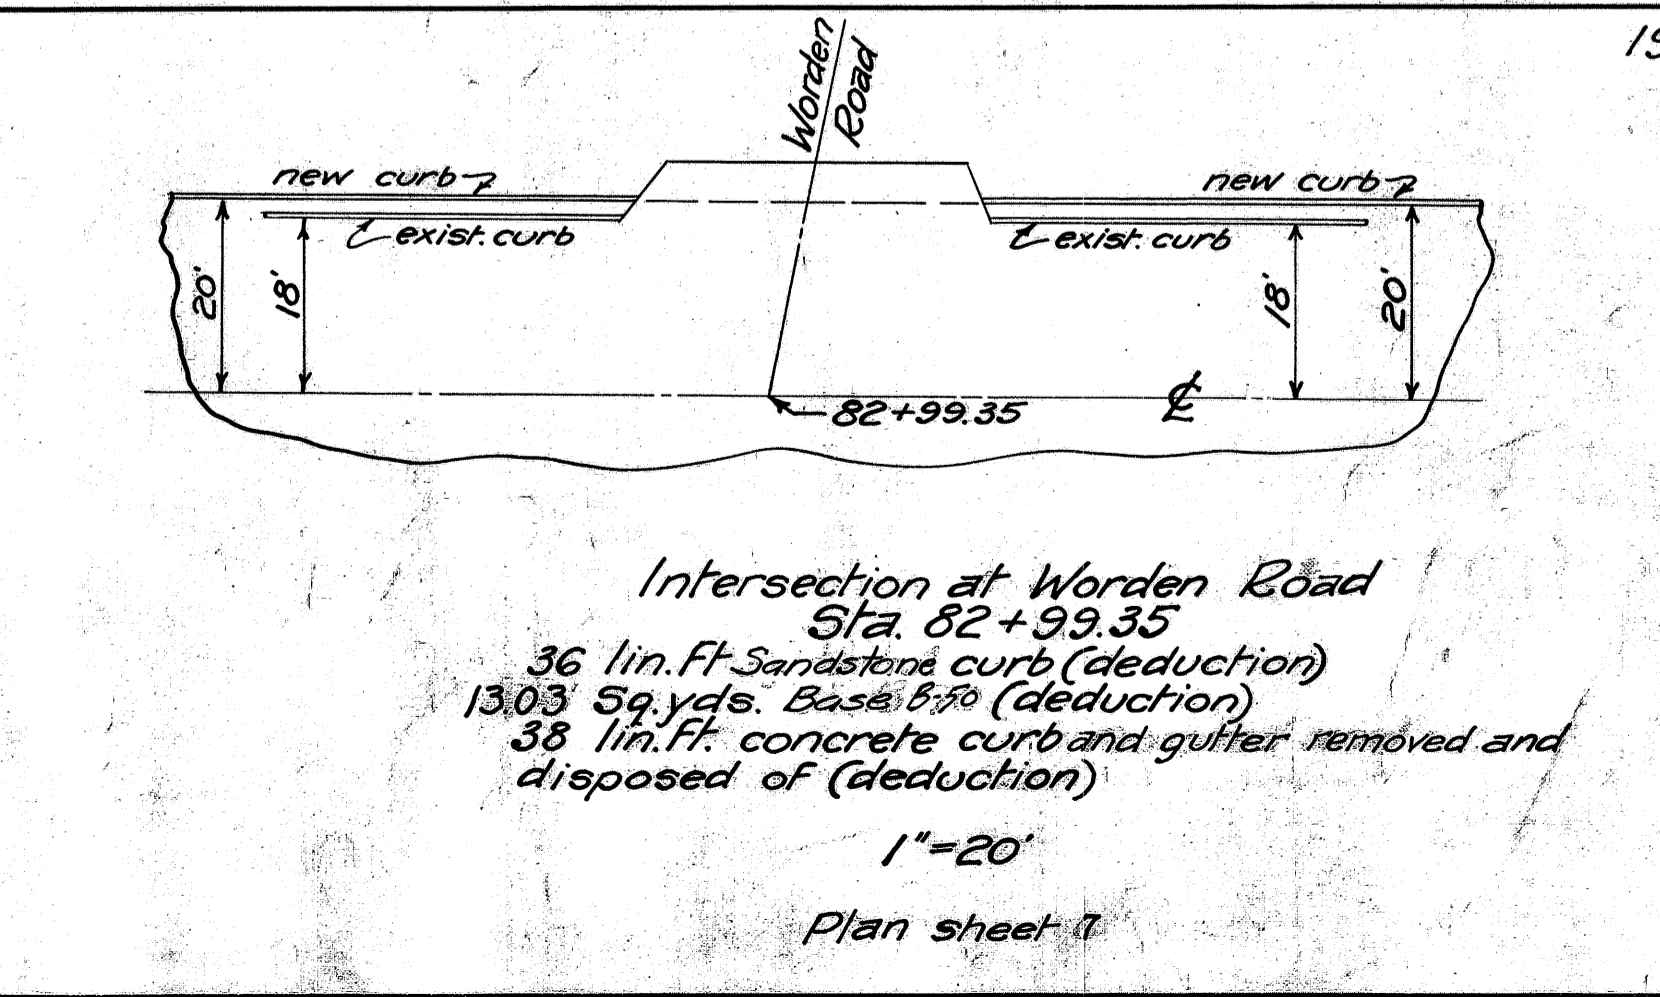 Worden
Road
new curb
new curb
exist. curb
exist. curb
20'
18'
18'
20'
℄
82+99.35
Intersection at Worden Road
Sta. 82+99.35
36 lin.ft Sandstone curb (deduction)
13.03 Sq.yds. Base B-50 (deduction)
38 lin.ft. concrete curb and gutter removed and
disposed of (deduction)
1"=20'
Plan sheet 7